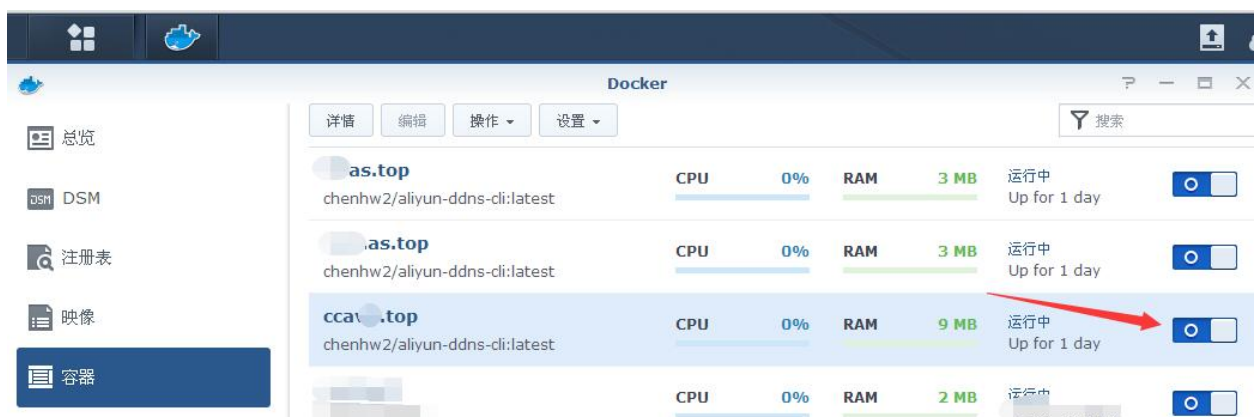 Docker
总览
DSM
DSM
注册表
映像
容器
详情 编辑 操作 设置
搜索
as.top CPU 0% RAM 3 MB 运行中
chenhw2/aliyun-ddns-cli:latest Up for 1 day
.as.top CPU 0% RAM 3 MB 运行中
chenhw2/aliyun-ddns-cli:latest Up for 1 day
.top CPU 0% RAM 9 MB 运行中
chenhw2/aliyun-ddns-cli:latest Up for 1 day
CPU 0% RAM 2 MB